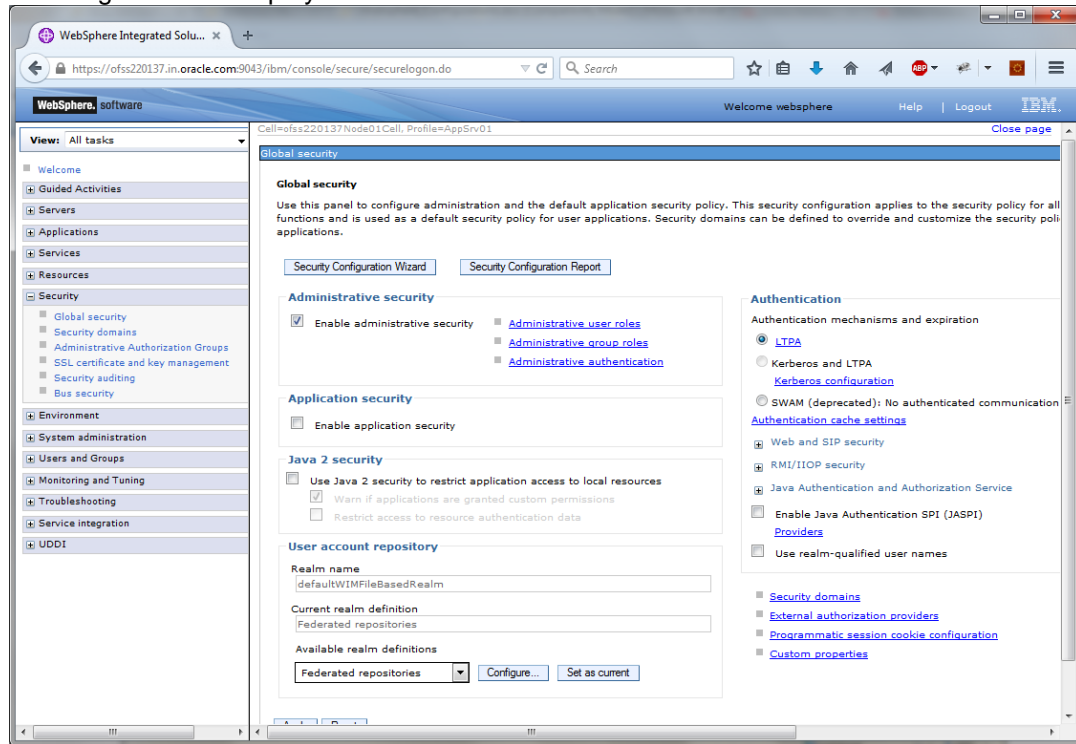 WebSphere Integrated Solu... × +
https://ofss220137.in.oracle.com:9043/ibm/console/secure/securelogon.do Search ABP
WebSphere. software Welcome websphere Help | Logout IBM.
View: All tasks
Cell=ofss220137Node01Cell, Profile=AppSrv01 Close page
Welcome
Guided Activities
Servers
Applications
Services
Resources
Security
Global security
Security domains
Administrative Authorization Groups
SSL certificate and key management
Security auditing
Bus security
Environment
System administration
Users and Groups
Monitoring and Tuning
Troubleshooting
Service integration
UDDI
Global security
Global security
Use this panel to configure administration and the default application security policy. This security configuration applies to the security policy for all
functions and is used as a default security policy for user applications. Security domains can be defined to override and customize the security poli
applications.
Security Configuration Wizard Security Configuration Report
Administrative security
Enable administrative security
Administrative user roles
Administrative group roles
Administrative authentication
Application security
Enable application security
Java 2 security
Use Java 2 security to restrict application access to local resources
Warn if applications are granted custom permissions
Restrict access to resource authentication data
User account repository
Realm name
defaultWIMFileBasedRealm
Current realm definition
Federated repositories
Available realm definitions
Federated repositories Configure... Set as current
Authentication
Authentication mechanisms and expiration
LTPA
Kerberos and LTPA
Kerberos configuration
SWAM (deprecated): No authenticated communication
Authentication cache settings
Web and SIP security
RMI/IIOP security
Java Authentication and Authorization Service
Enable Java Authentication SPI (JASPI)
Providers
Use realm-qualified user names
Security domains
External authorization providers
Programmatic session cookie configuration
Custom properties